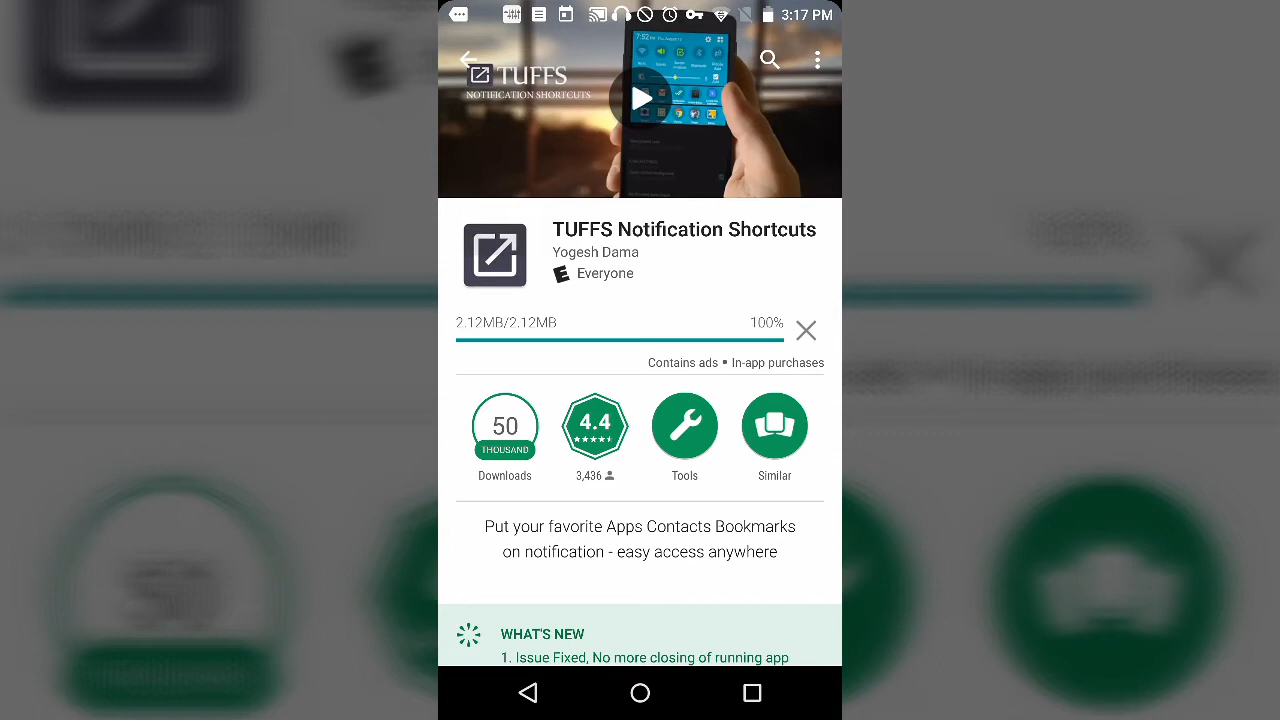 3:17 PM
TUFFS
NOTIFICATION SHORTCUTS
TUFFS Notification Shortcuts
Yogesh Dama
E Everyone
2.12MB/2.12MB 100%
Contains ads • In-app purchases
50 4.4
THOUSAND
Downloads 3,436 Tools Similar
Put your favorite Apps Contacts Bookmarks
on notification - easy access anywhere
WHAT'S NEW
1. Issue Fixed, No more closing of running app